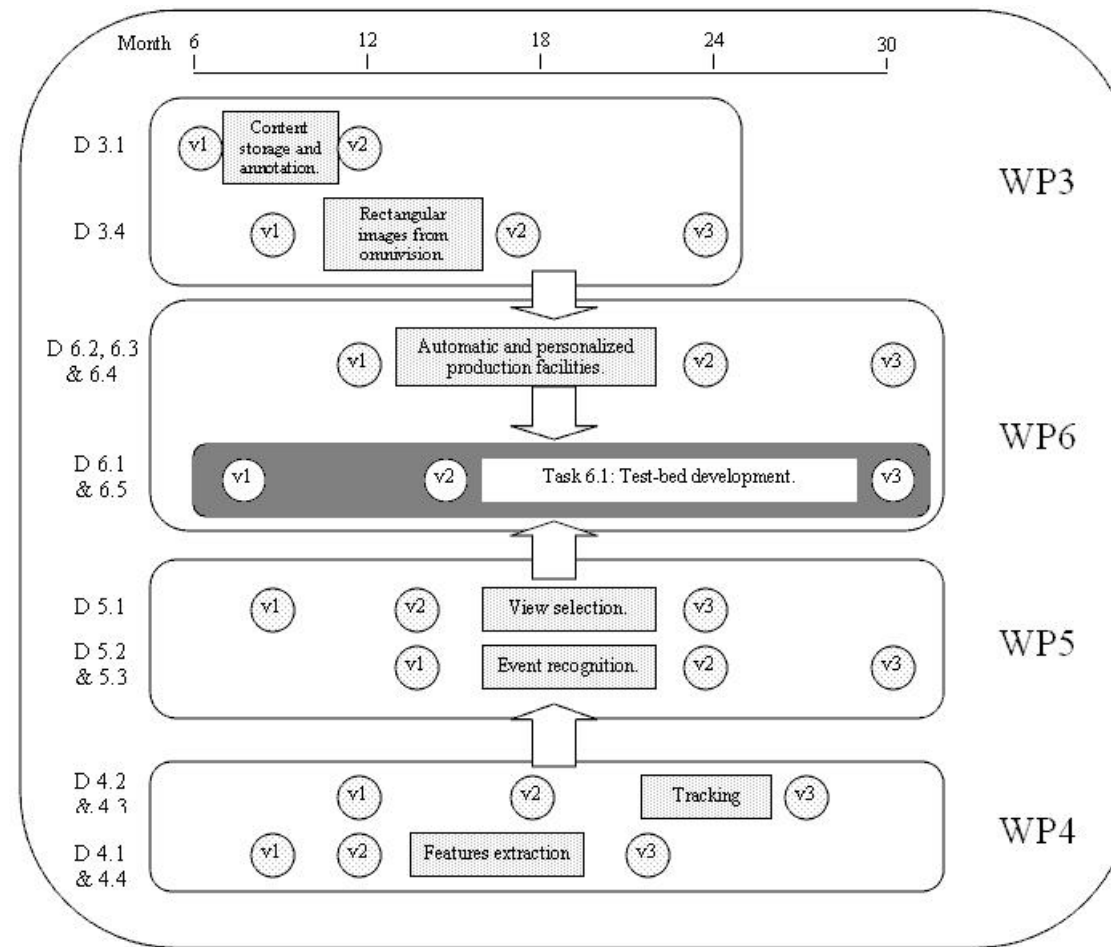 Month 6 12 18 24 30
D 3.1 v1 Content v2
storage and
annotation.
WP3
D 3.4 v1 Rectangular v2 v3
images from
omnivision.
D 6.2, 6.3
& 6.4
v1 Automatic and personalized v2 v3
production facilities.
WP6
D 6.1
& 6.5
v1 v2 Task 6.1: Test-bed development. v3
D 5.1 v1 v2 View selection. v3
WP5
D 5.2
& 5.3
v1 Event recognition. v2 v3
D 4.2
& 4.3
v1 v2 Tracking v3
WP4
D 4.1
& 4.4
v1 v2 Features extraction v3